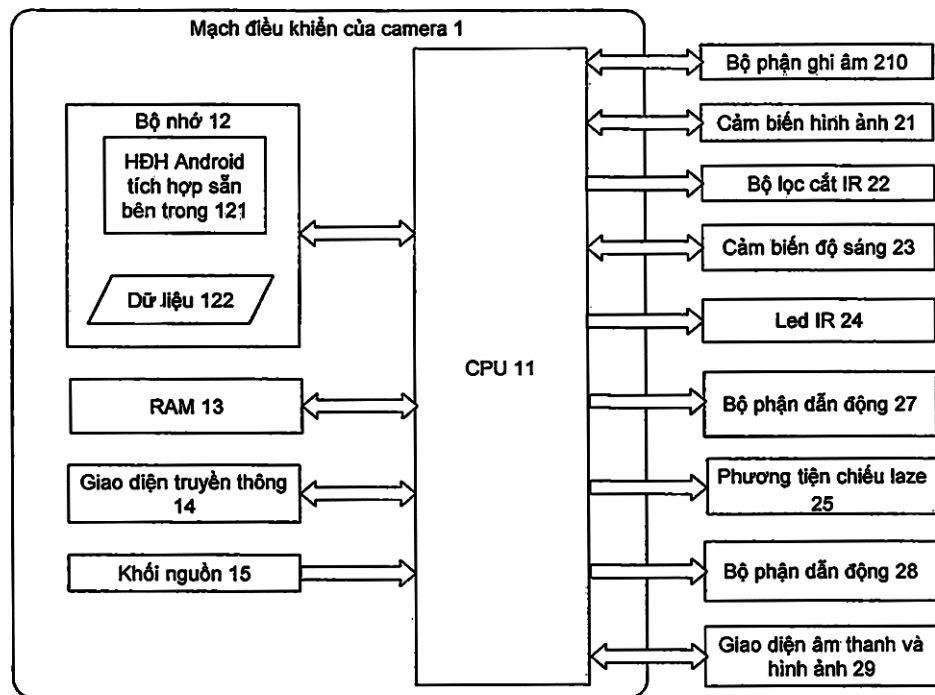 Mạch điều khiển của camera 1
Bộ nhớ 12
HĐH Android
tích hợp sẵn
bên trong 121
Dữ liệu 122
RAM 13
Giao diện truyền thông
14
Khối nguồn 15
CPU 11
Bộ phận ghi âm 210
Cảm biến hình ảnh 21
Bộ lọc cắt IR 22
Cảm biến độ sáng 23
Led IR 24
Bộ phận dẫn động 27
Phương tiện chiếu laze
25
Bộ phận dẫn động 28
Giao diện âm thanh và
hình ảnh 29